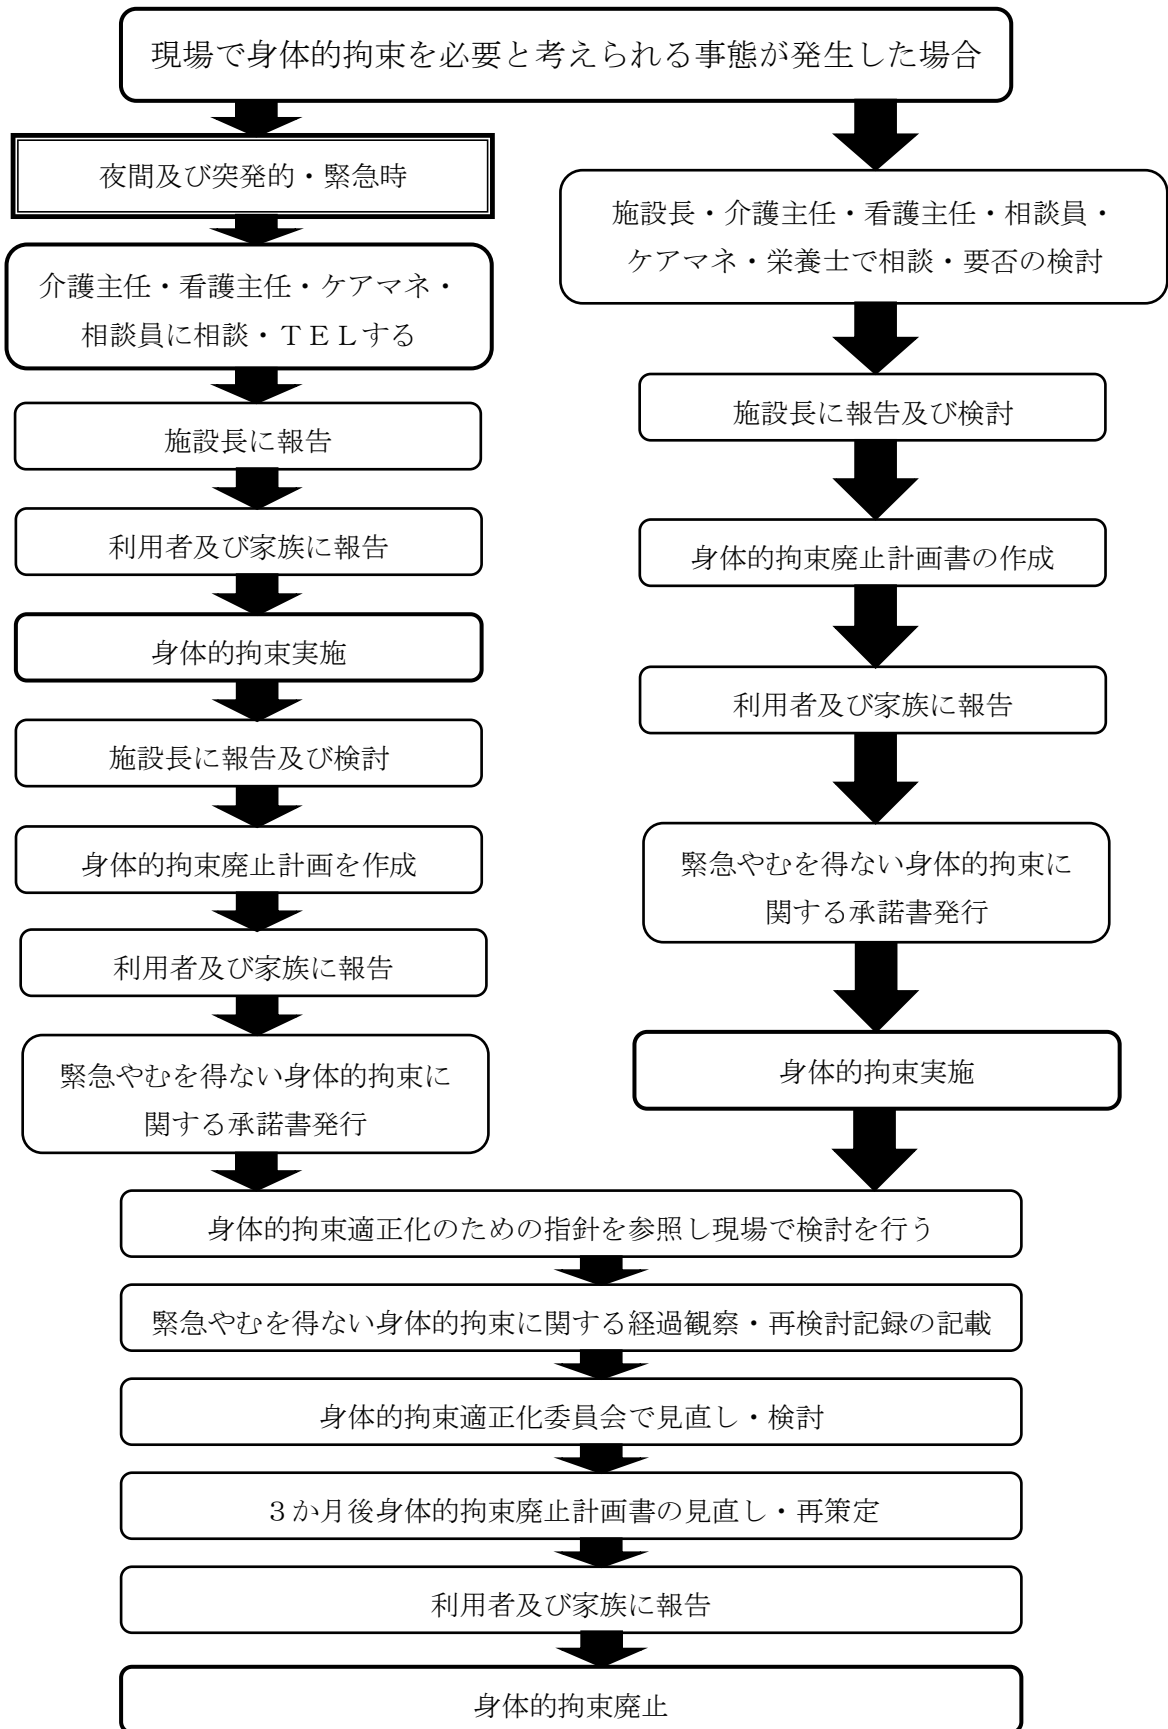 現場で身体的拘束を必要と考えられる事態が発生した場合
夜間及び突発的・緊急時
介護主任・看護主任・ケアマネ・
相談員に相談・ＴＥＬする
施設長に報告
利用者及び家族に報告
身体的拘束実施
施設長に報告及び検討
身体的拘束廃止計画を作成
利用者及び家族に報告
緊急やむを得ない身体的拘束に
関する承諾書発行
施設長・介護主任・看護主任・相談員・
ケアマネ・栄養士で相談・要否の検討
施設長に報告及び検討
身体的拘束廃止計画書の作成
利用者及び家族に報告
緊急やむを得ない身体的拘束に
関する承諾書発行
身体的拘束実施
身体的拘束適正化のための指針を参照し現場で検討を行う
緊急やむを得ない身体的拘束に関する経過観察・再検討記録の記載
身体的拘束適正化委員会で見直し・検討
３か月後身体的拘束廃止計画書の見直し・再策定
利用者及び家族に報告
身体的拘束廃止